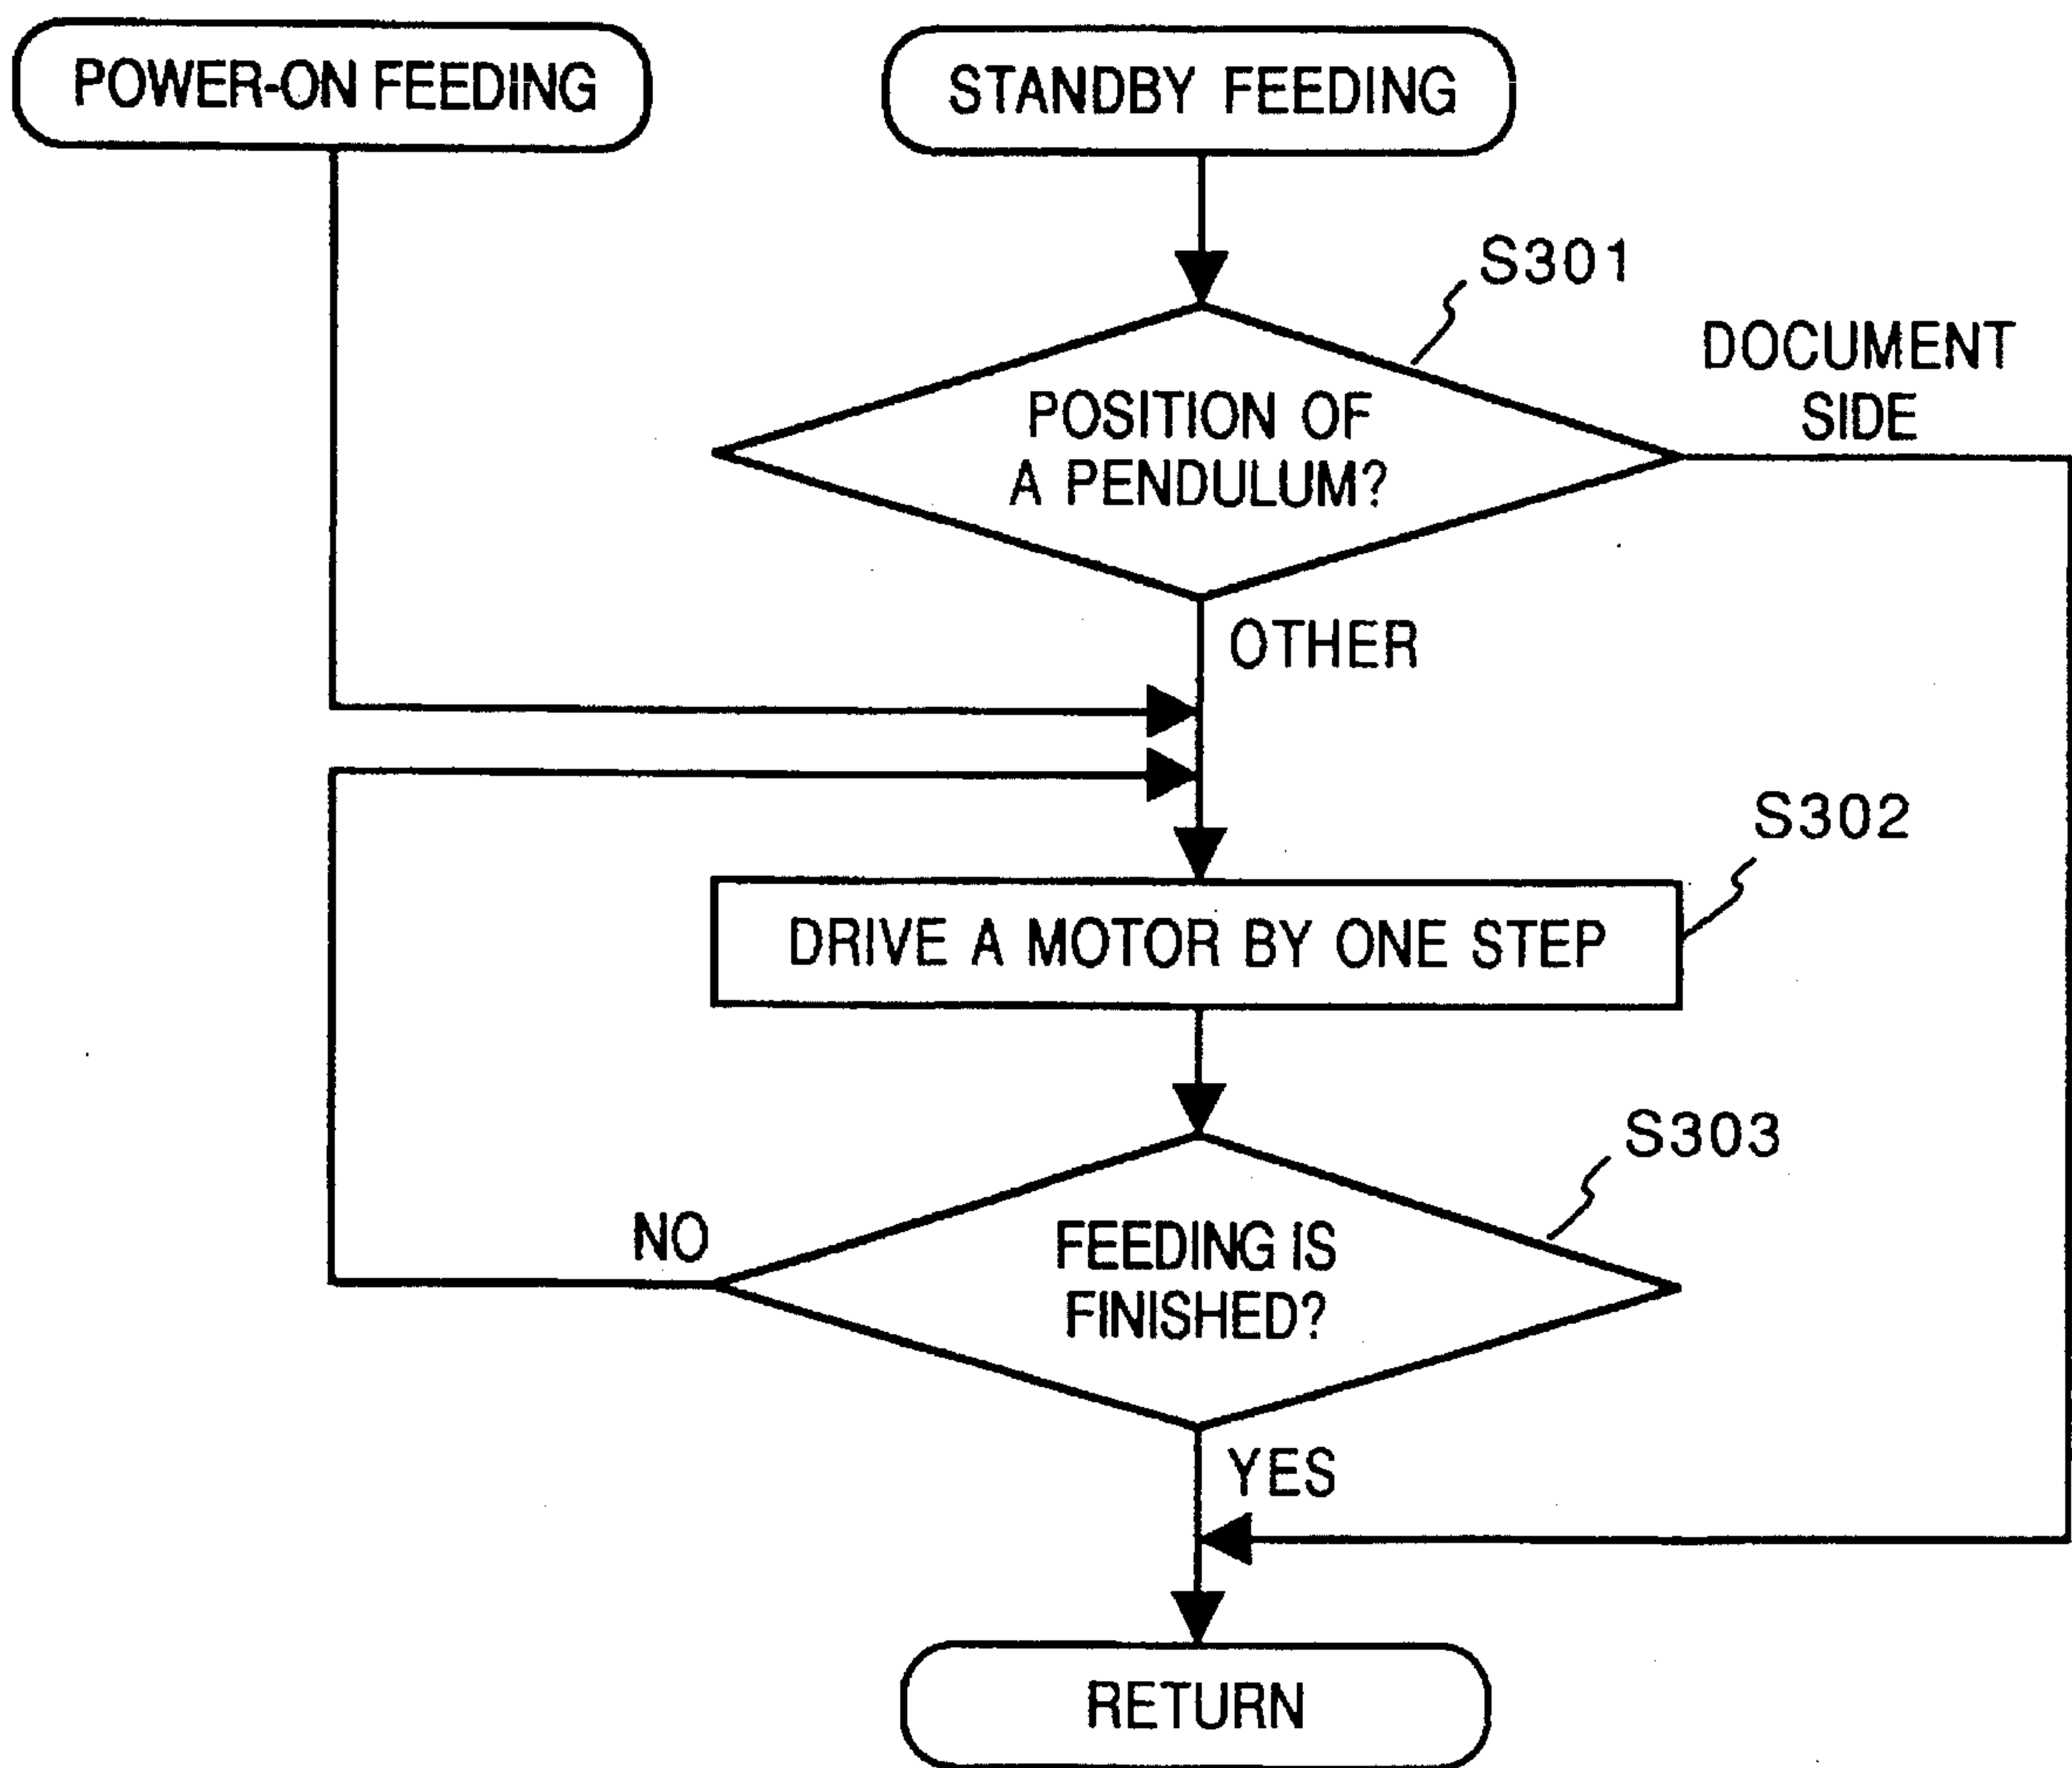 POWER-ON FEEDING
STANDBY FEEDING
S301
DOCUMENT
SIDE
POSITION OF
A PENDULUM?
OTHER
S302
DRIVE A MOTOR BY ONE STEP
S303
NO
FEEDING IS
FINISHED?
YES
RETURN